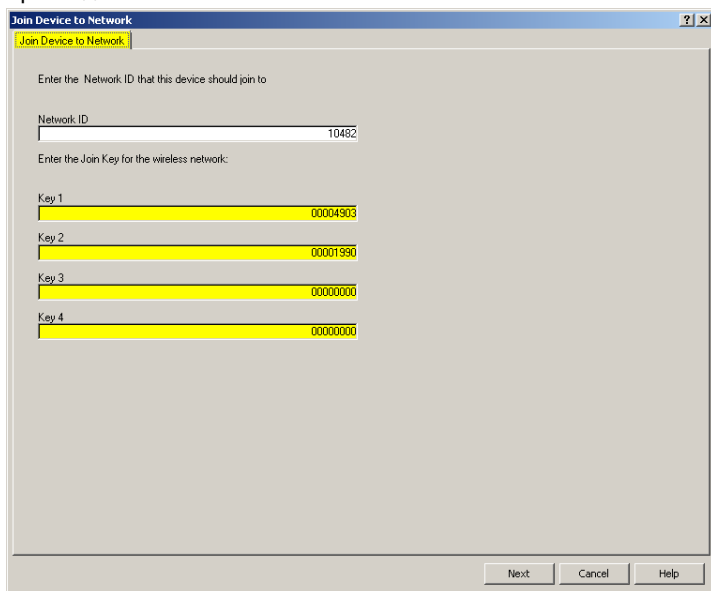 Join Device to Network
Join Device to Network
Enter the Network ID that this device should join to
Network ID
10482
Enter the Join Key for the wireless network:
Key 1
00004903
Key 2
00001990
Key 3
00000000
Key 4
00000000
Next Cancel Help